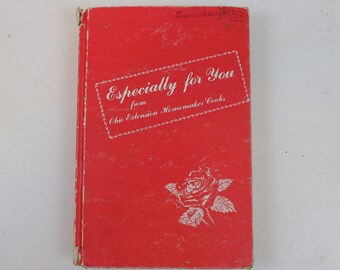 Especially for You
from
Ohio Extension Homemaker Cooks